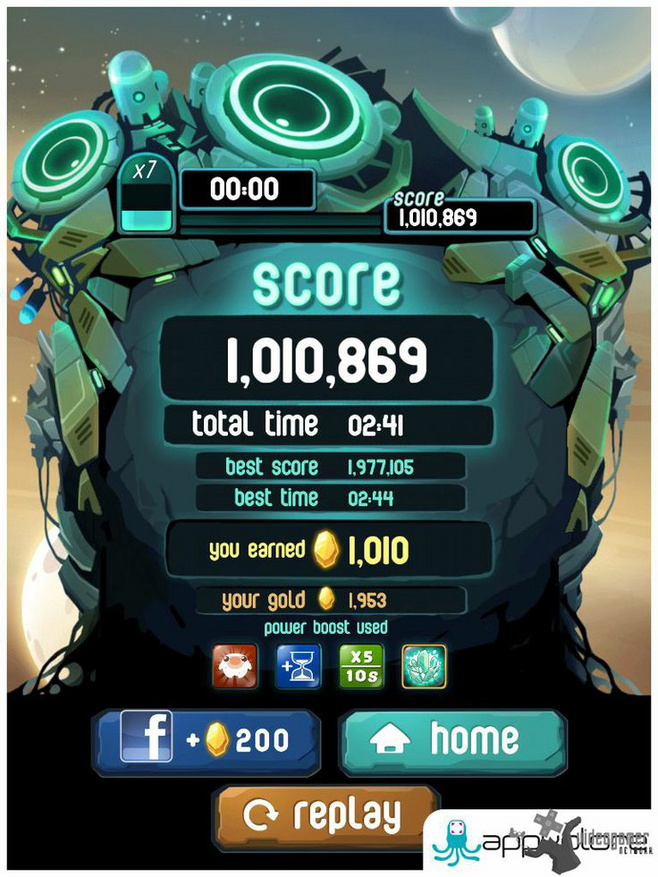 x7
00:00
score
1,010,869
score
1,010,869
total time 02:41
best score 1,977,105
best time 02:44
you earned 1,010
your gold 1,953
power boost used
+
X5
10s
f + 200
home
replay